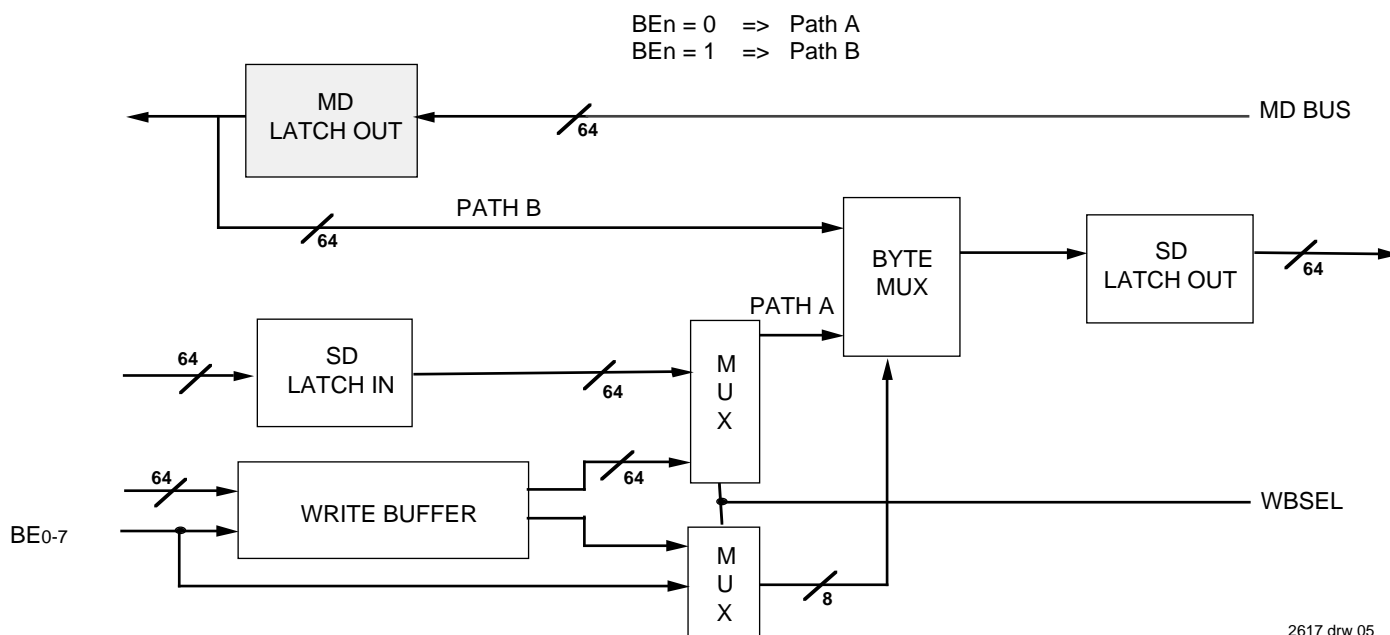 BEn = 0 => Path A
BEn = 1 => Path B
MD
LATCH OUT
64
MD BUS
PATH B
64
BYTE
MUX
SD
LATCH OUT
64
PATH A
64
SD
LATCH IN
64
M
U
X
64
WRITE BUFFER
64
WBSEL
BE0-7
M
U
X
8
2617 drw 05